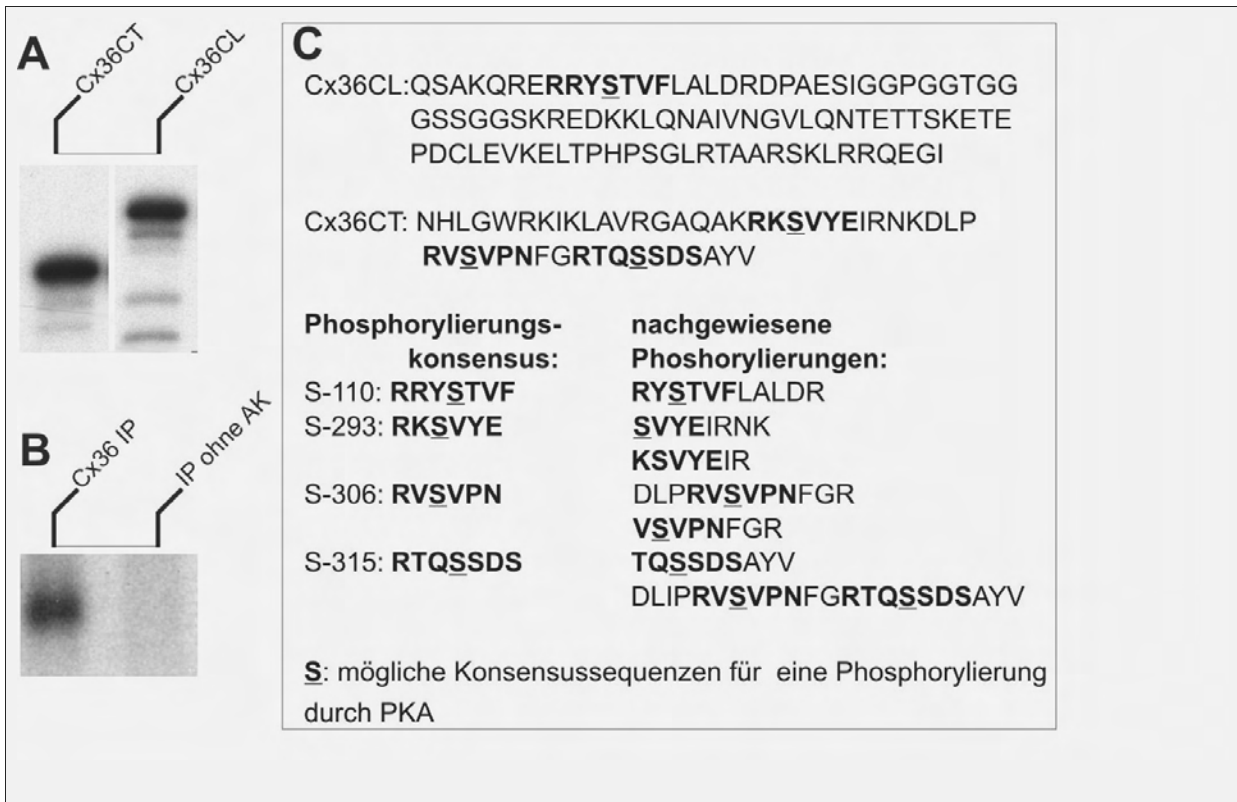 A
Cx36CT
Cx36CL
B
Cx36 IP
IP ohne AK
C
Cx36CL:QSAKQRERRYSTVFLALDRDPAESIGGPGGTGG
GSSGGSKREDKKLQNAIVNGVLQNTETTSKETE
PDCLEVKELTPHPSGLRTAARSKLRRQEGI
Cx36CT: NHLGWRKIKLAVRGAQAKRKSVYEIRNKDLP
RVSVPNFGRTQSSDSAYV
Phosphorylierungs- nachgewiesene
konsensus: Phoshorylierungen:
S-110: RRYSTVF RYSTVFLALDR
S-293: RKSVYE SVYEIRNK
KSVYEIR
S-306: RVSVPN DLPRVSVPNFGR
VSVPNFGR
S-315: RTQSSDS TQSSDSAYV
DLIPRVSVPNFGRTQSSDSAYV
S: mögliche Konsensussequenzen für eine Phosphorylierung
durch PKA